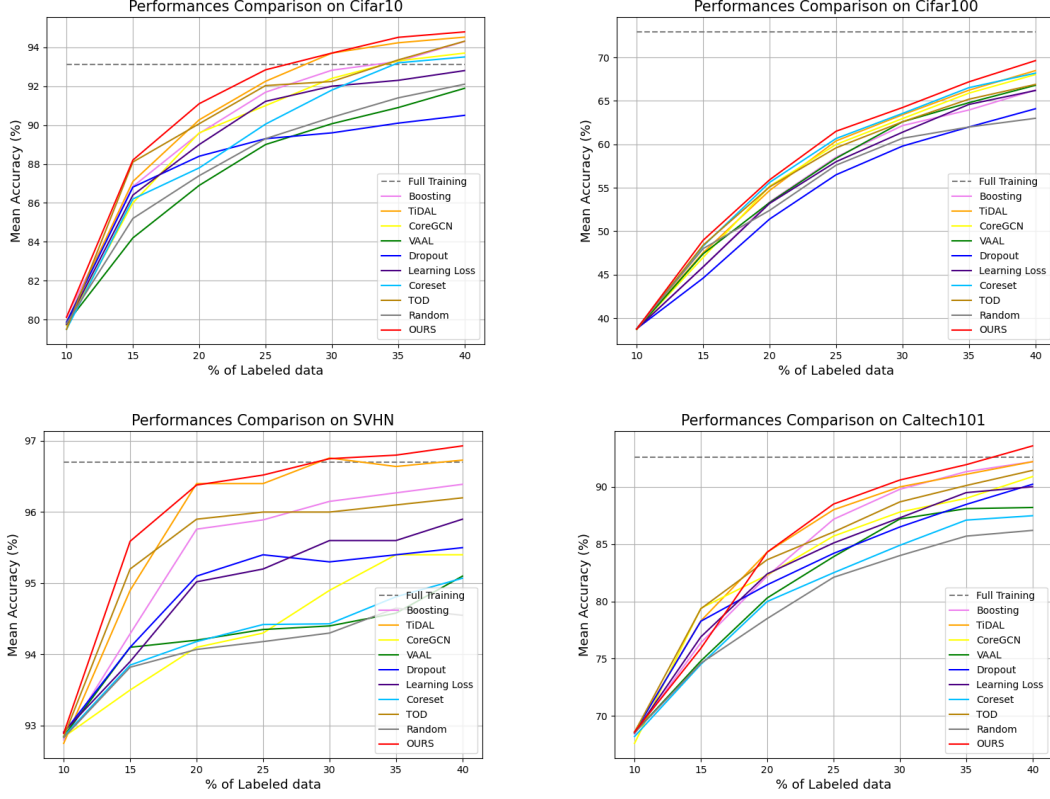 Performances Comparison on Cifar10
Mean Accuracy (%)
94
92
90
88
86
84
82
80
10 15 20 25 30 35 40
% of Labeled data
Full Training
Boosting
TiDAL
CoreGCN
VAAL
Dropout
Learning Loss
Coreset
TOD
Random
OURS
Performances Comparison on Cifar100
Mean Accuracy (%)
70
65
60
55
50
45
40
10 15 20 25 30 35 40
% of Labeled data
Full Training
Boosting
TiDAL
CoreGCN
VAAL
Dropout
Learning Loss
Coreset
TOD
Random
OURS
Performances Comparison on SVHN
Mean Accuracy (%)
97
96
95
94
93
10 15 20 25 30 35 40
% of Labeled data
Full Training
Boosting
TiDAL
CoreGCN
VAAL
Dropout
Learning Loss
Coreset
TOD
Random
OURS
Performances Comparison on Caltech101
Mean Accuracy (%)
90
85
80
75
70
10 15 20 25 30 35 40
% of Labeled data
Full Training
Boosting
TiDAL
CoreGCN
VAAL
Dropout
Learning Loss
Coreset
TOD
Random
OURS